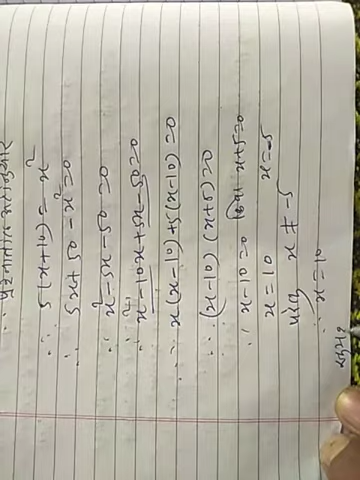 ∴ 5(x+10) = x²
∴ 5x + 50 - x² = 0
∴ x² - 5x - 50 = 0
∴ x² - 10x + 5x - 50 = 0
∴ x(x-10) + 5(x-10) = 0
∴ (x-10) (x+5) = 0
∴ x-10=0 किंवा x+5=0
x = 10 x = -5
परंतु x ≠ -5
∴ x = 10